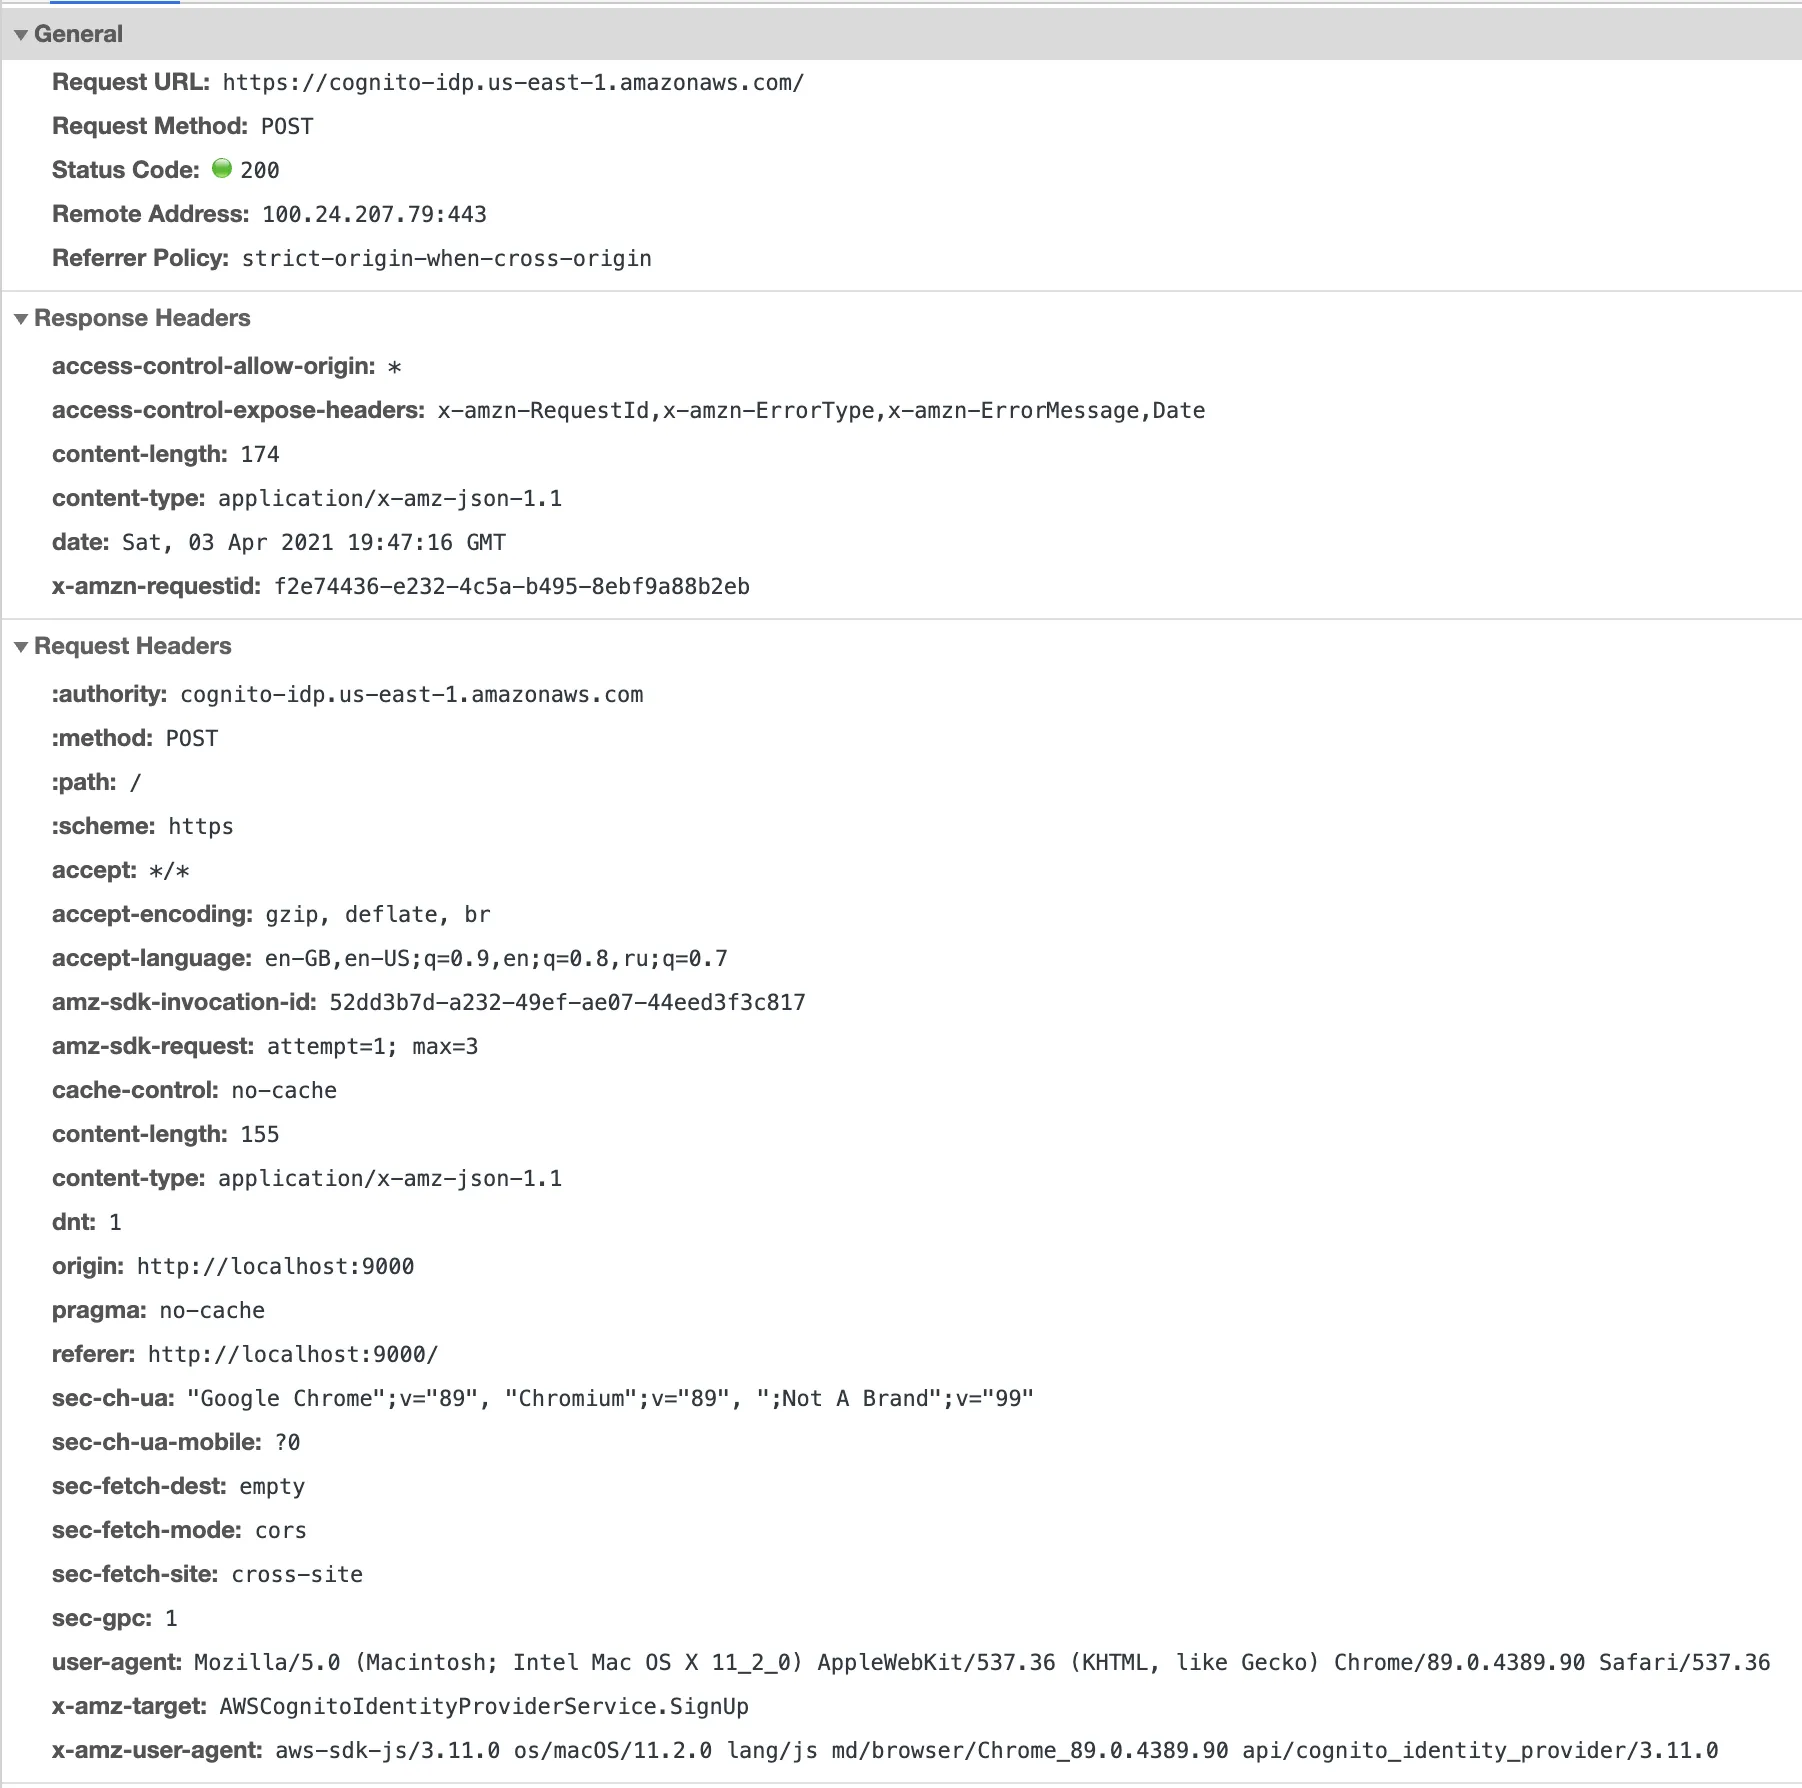 General
Request URL: https://cognito-idp.us-east-1.amazonaws.com/
Request Method: POST
Status Code: 200
Remote Address: 100.24.207.79:443
Referrer Policy: strict-origin-when-cross-origin
Response Headers
access-control-allow-origin: *
access-control-expose-headers: x-amzn-RequestId,x-amzn-ErrorType,x-amzn-ErrorMessage,Date
content-length: 174
content-type: application/x-amz-json-1.1
date: Sat, 03 Apr 2021 19:47:16 GMT
x-amzn-requestid: f2e74436-e232-4c5a-b495-8ebf9a88b2eb
Request Headers
:authority: cognito-idp.us-east-1.amazonaws.com
:method: POST
:path: /
:scheme: https
accept: */*
accept-encoding: gzip, deflate, br
accept-language: en-GB,en-US;q=0.9,en;q=0.8,ru;q=0.7
amz-sdk-invocation-id: 52dd3b7d-a232-49ef-ae07-44eed3f3c817
amz-sdk-request: attempt=1; max=3
cache-control: no-cache
content-length: 155
content-type: application/x-amz-json-1.1
dnt: 1
origin: http://localhost:9000
pragma: no-cache
referer: http://localhost:9000/
sec-ch-ua: "Google Chrome";v="89", "Chromium";v="89", ";Not A Brand";v="99"
sec-ch-ua-mobile: ?0
sec-fetch-dest: empty
sec-fetch-mode: cors
sec-fetch-site: cross-site
sec-gpc: 1
user-agent: Mozilla/5.0 (Macintosh; Intel Mac OS X 11_2_0) AppleWebKit/537.36 (KHTML, like Gecko) Chrome/89.0.4389.90 Safari/537.36
x-amz-target: AWSCognitoIdentityProviderService.SignUp
x-amz-user-agent: aws-sdk-js/3.11.0 os/macOS/11.2.0 lang/js md/browser/Chrome_89.0.4389.90 api/cognito_identity_provider/3.11.0